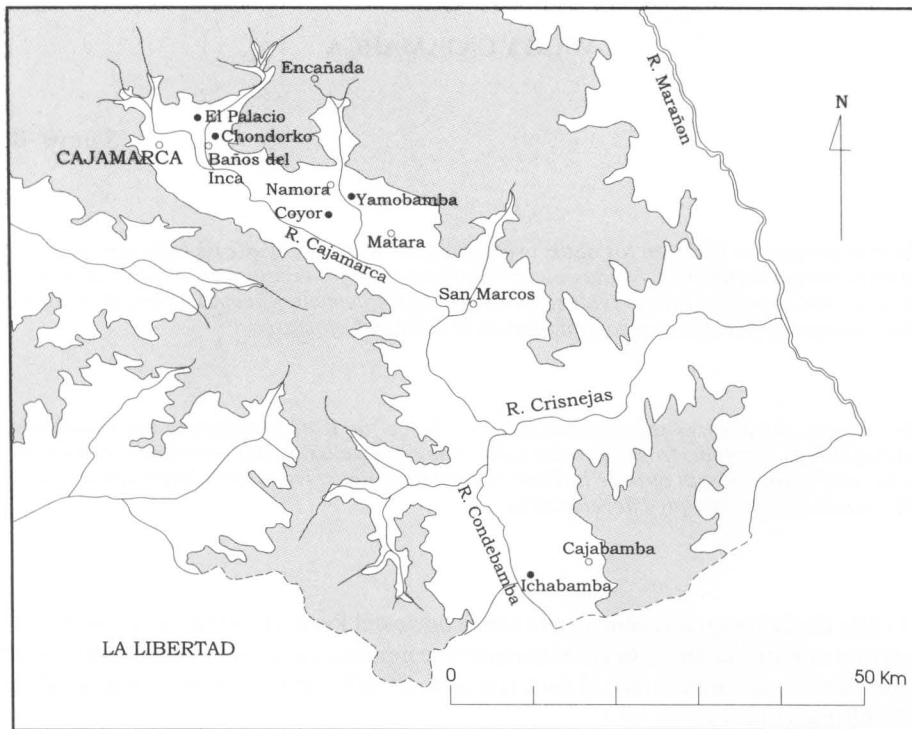 Encañada
El Palacio
Chondorko
CAJAMARCA
Baños del
Inca
Namora
Yamobamba
Coyor
Matara
R. Cajamarca
San Marcos
R. Marañon
N
R. Crisnejas
R. Condebamba
Cajabamba
Ichabamba
LA LIBERTAD
0
50 Km